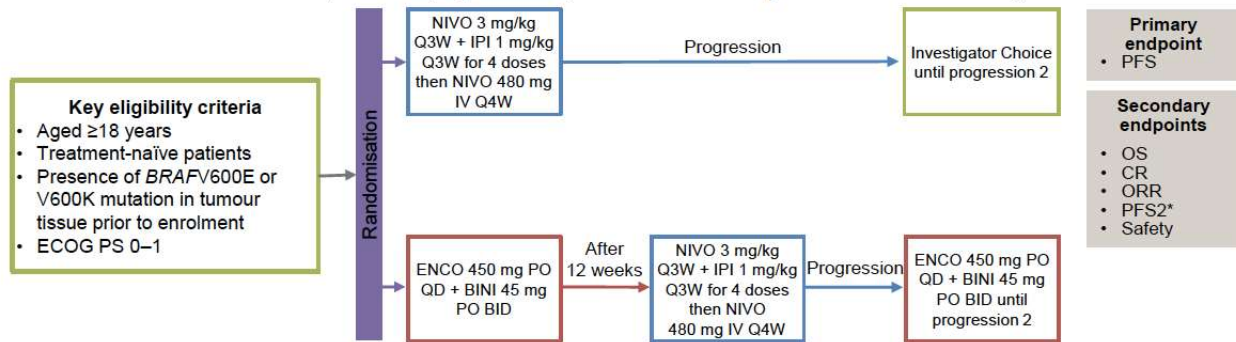 Key eligibility criteria
• Aged ≥18 years
• Treatment-naïve patients
• Presence of BRAFV600E or
V600K mutation in tumour
tissue prior to enrolment
• ECOG PS 0–1
Randomisation
NIVO 3 mg/kg
Q3W + IPI 1 mg/kg
Q3W for 4 doses
then NIVO 480 mg
IV Q4W
Progression
Investigator Choice
until progression 2
ENCO 450 mg PO
QD + BINI 45 mg
PO BID
After
12 weeks
NIVO 3 mg/kg
Q3W + IPI 1 mg/kg
Q3W for 4 doses
then NIVO
480 mg IV Q4W
Progression
ENCO 450 mg PO
QD + BINI 45 mg
PO BID until
progression 2
Primary
endpoint
• PFS
Secondary
endpoints
• OS
• CR
• ORR
• PFS2*
• Safety